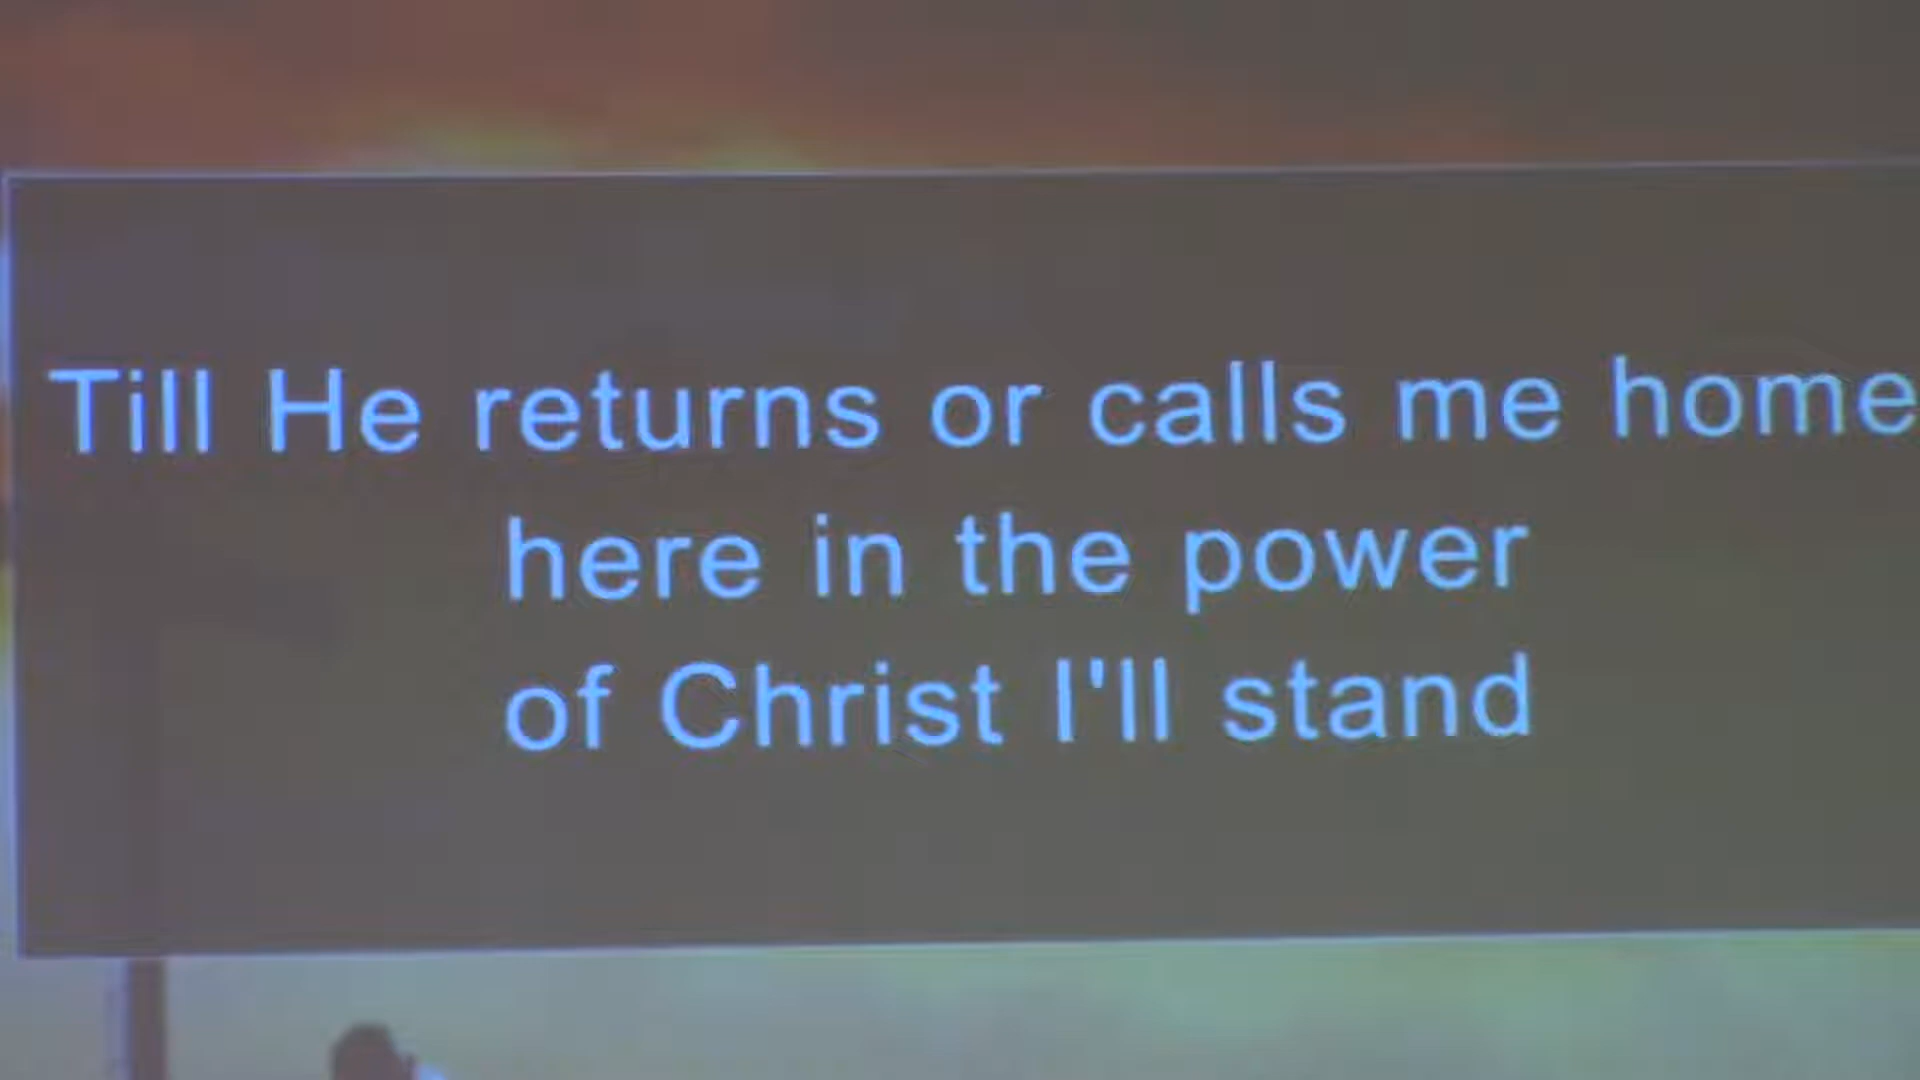 Till He returns or calls me home
here in the power
of Christ I'll stand